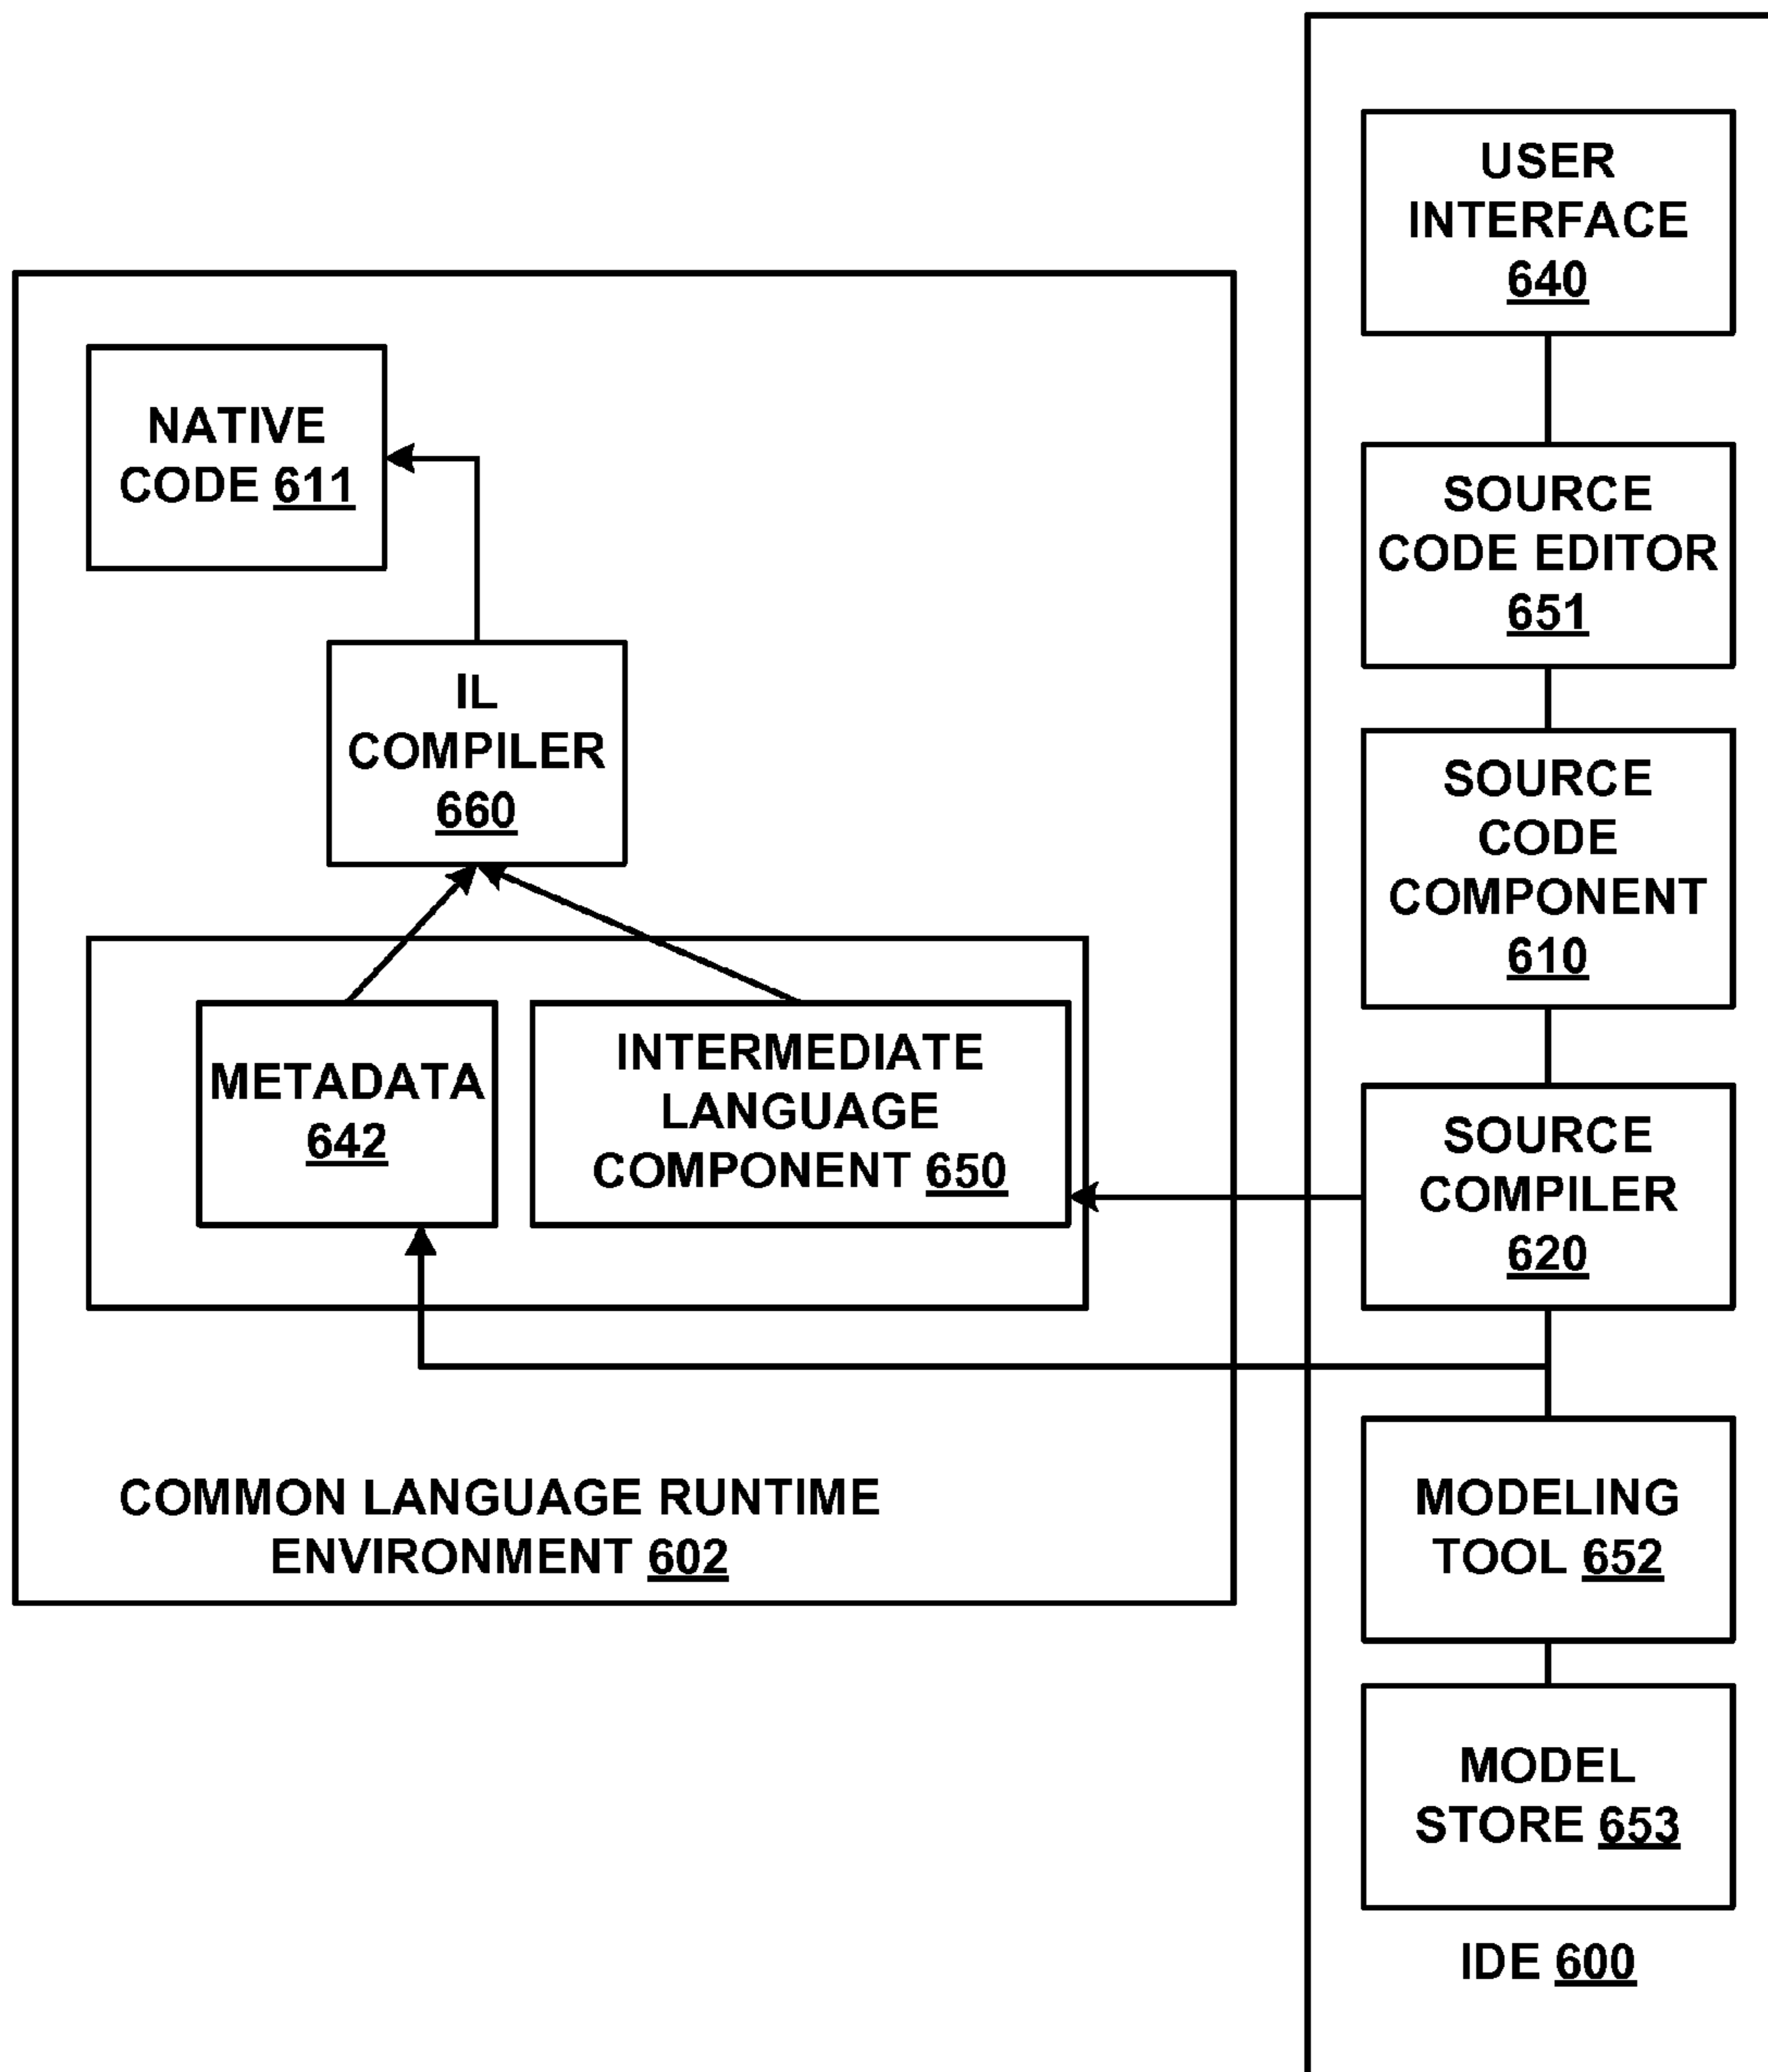 USER
INTERFACE
640
NATIVE
CODE 611
SOURCE
CODE EDITOR
651
IL
COMPILER
660
SOURCE
CODE
COMPONENT
610
METADATA
642
INTERMEDIATE
LANGUAGE
COMPONENT 650
SOURCE
COMPILER
620
COMMON LANGUAGE RUNTIME
ENVIRONMENT 602
MODELING
TOOL 652
MODEL
STORE 653
IDE 600